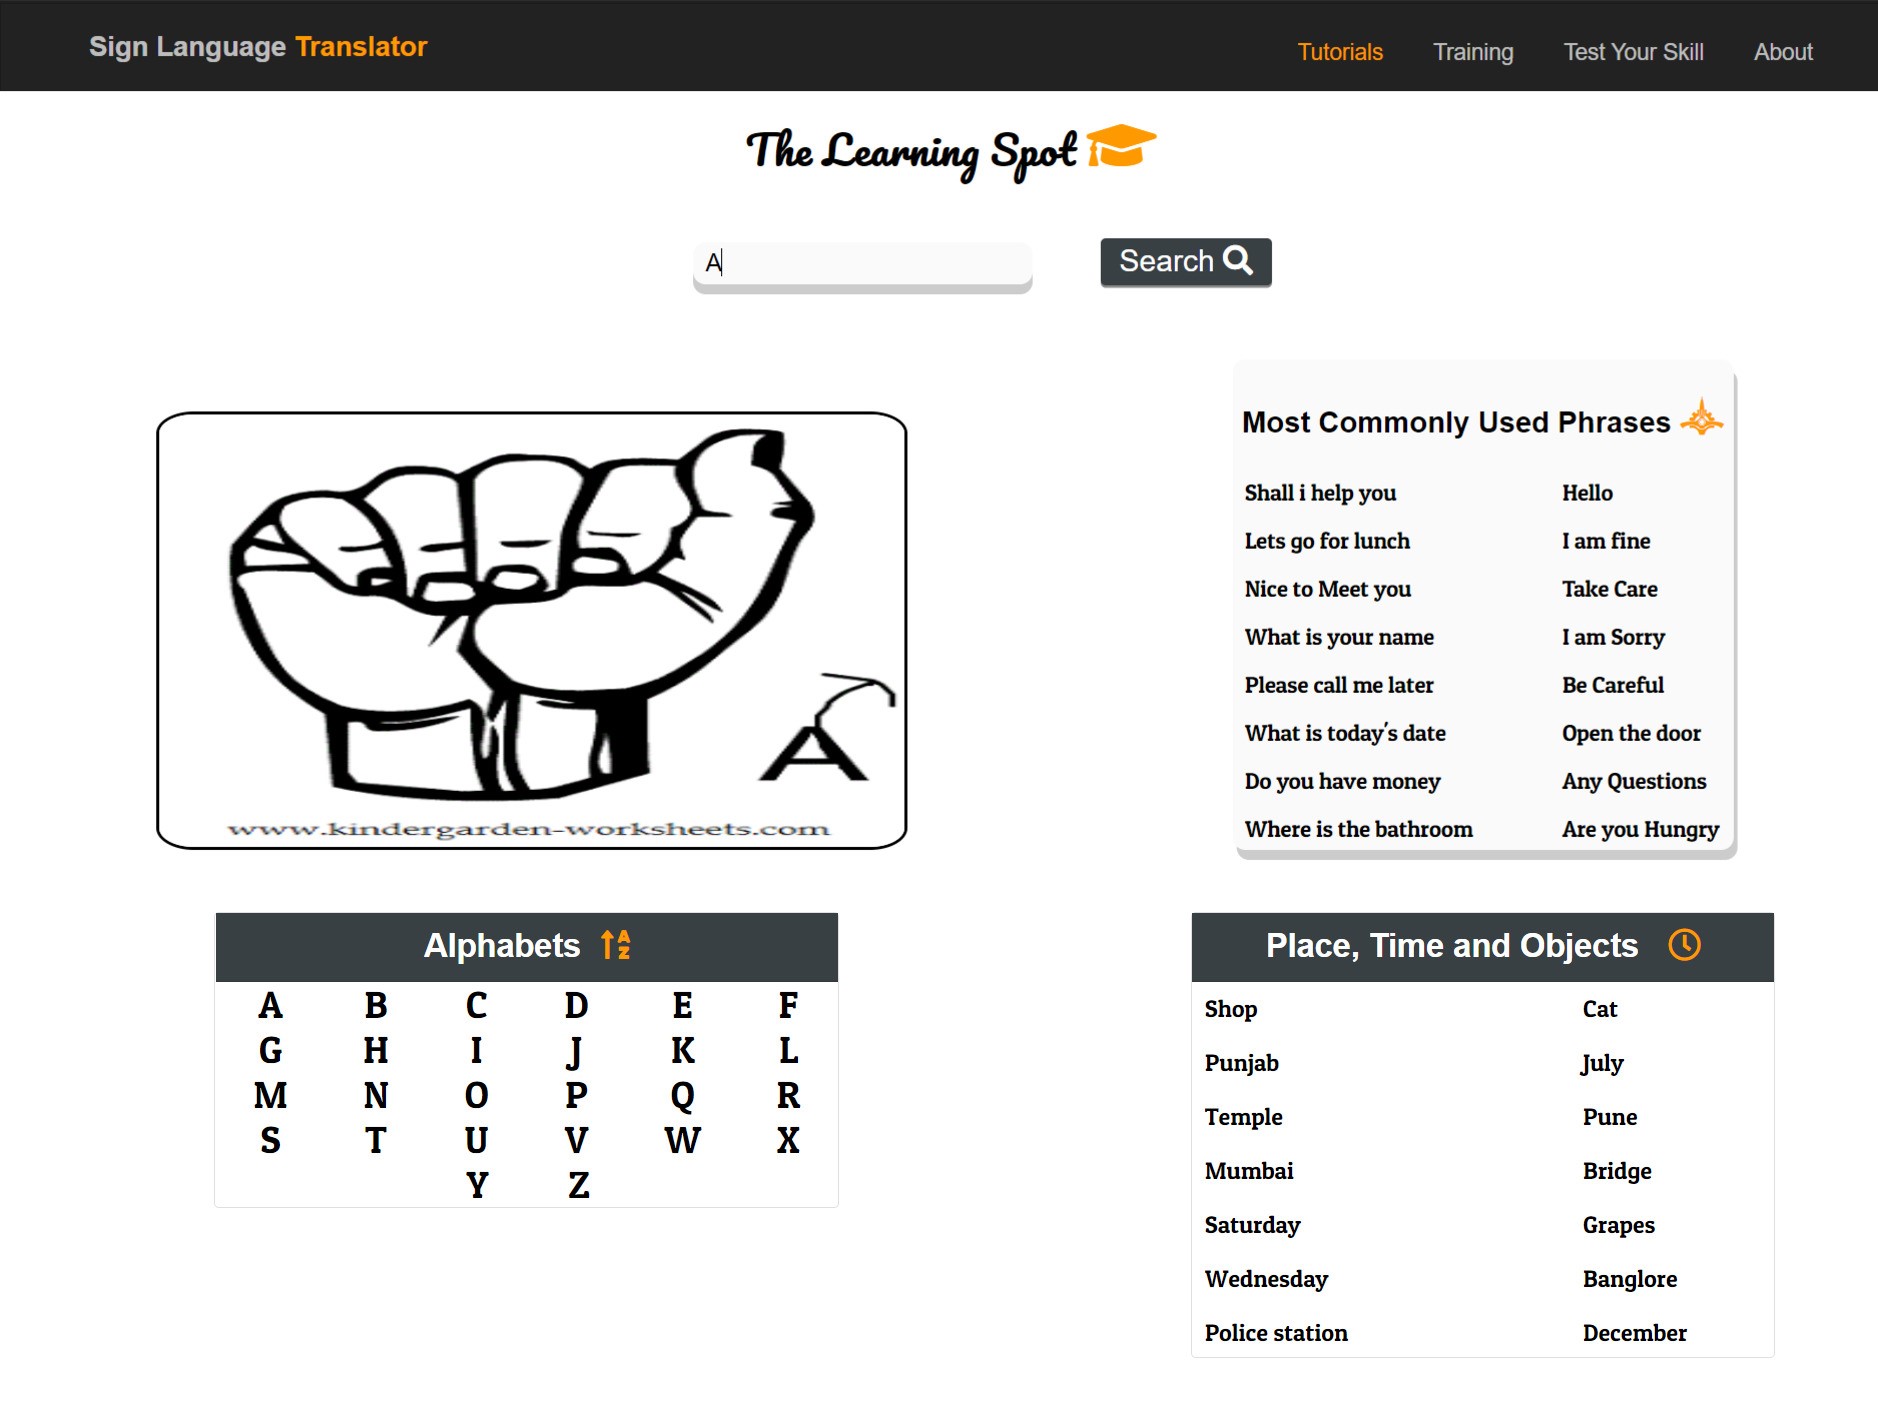 Sign Language Translator
Tutorials Training Test Your Skill About
The Learning Spot
A
Search
A
www.kindergarden-worksheets.com
Most Commonly Used Phrases
Shall i help you Hello
Lets go for lunch I am fine
Nice to Meet you Take Care
What is your name I am Sorry
Please call me later Be Careful
What is today's date Open the door
Do you have money Any Questions
Where is the bathroom Are you Hungry
Alphabets A Z
A B C D E F
G H I J K L
M N O P Q R
S T U V W X
Y Z
Place, Time and Objects
Shop Cat
Punjab July
Temple Pune
Mumbai Bridge
Saturday Grapes
Wednesday Banglore
Police station December